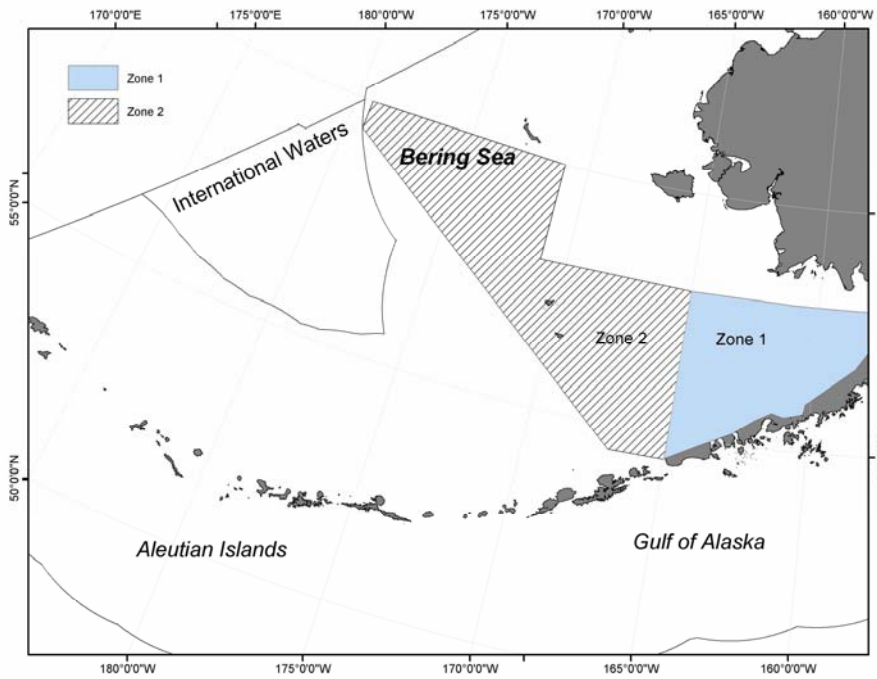 170°0'0"E 175°0'0"W 180°0'0"W 175°0'0"W 170°0'0"W 165°0'0"W 160°0'0"W
Zone 1
Zone 2
International Waters
Bering Sea
55°0'0"N
Zone 2
Zone 1
50°0'0"N
Aleutian Islands
Gulf of Alaska
180°0'0"W 175°0'0"W 170°0'0"W 165°0'0"W 160°0'0"W